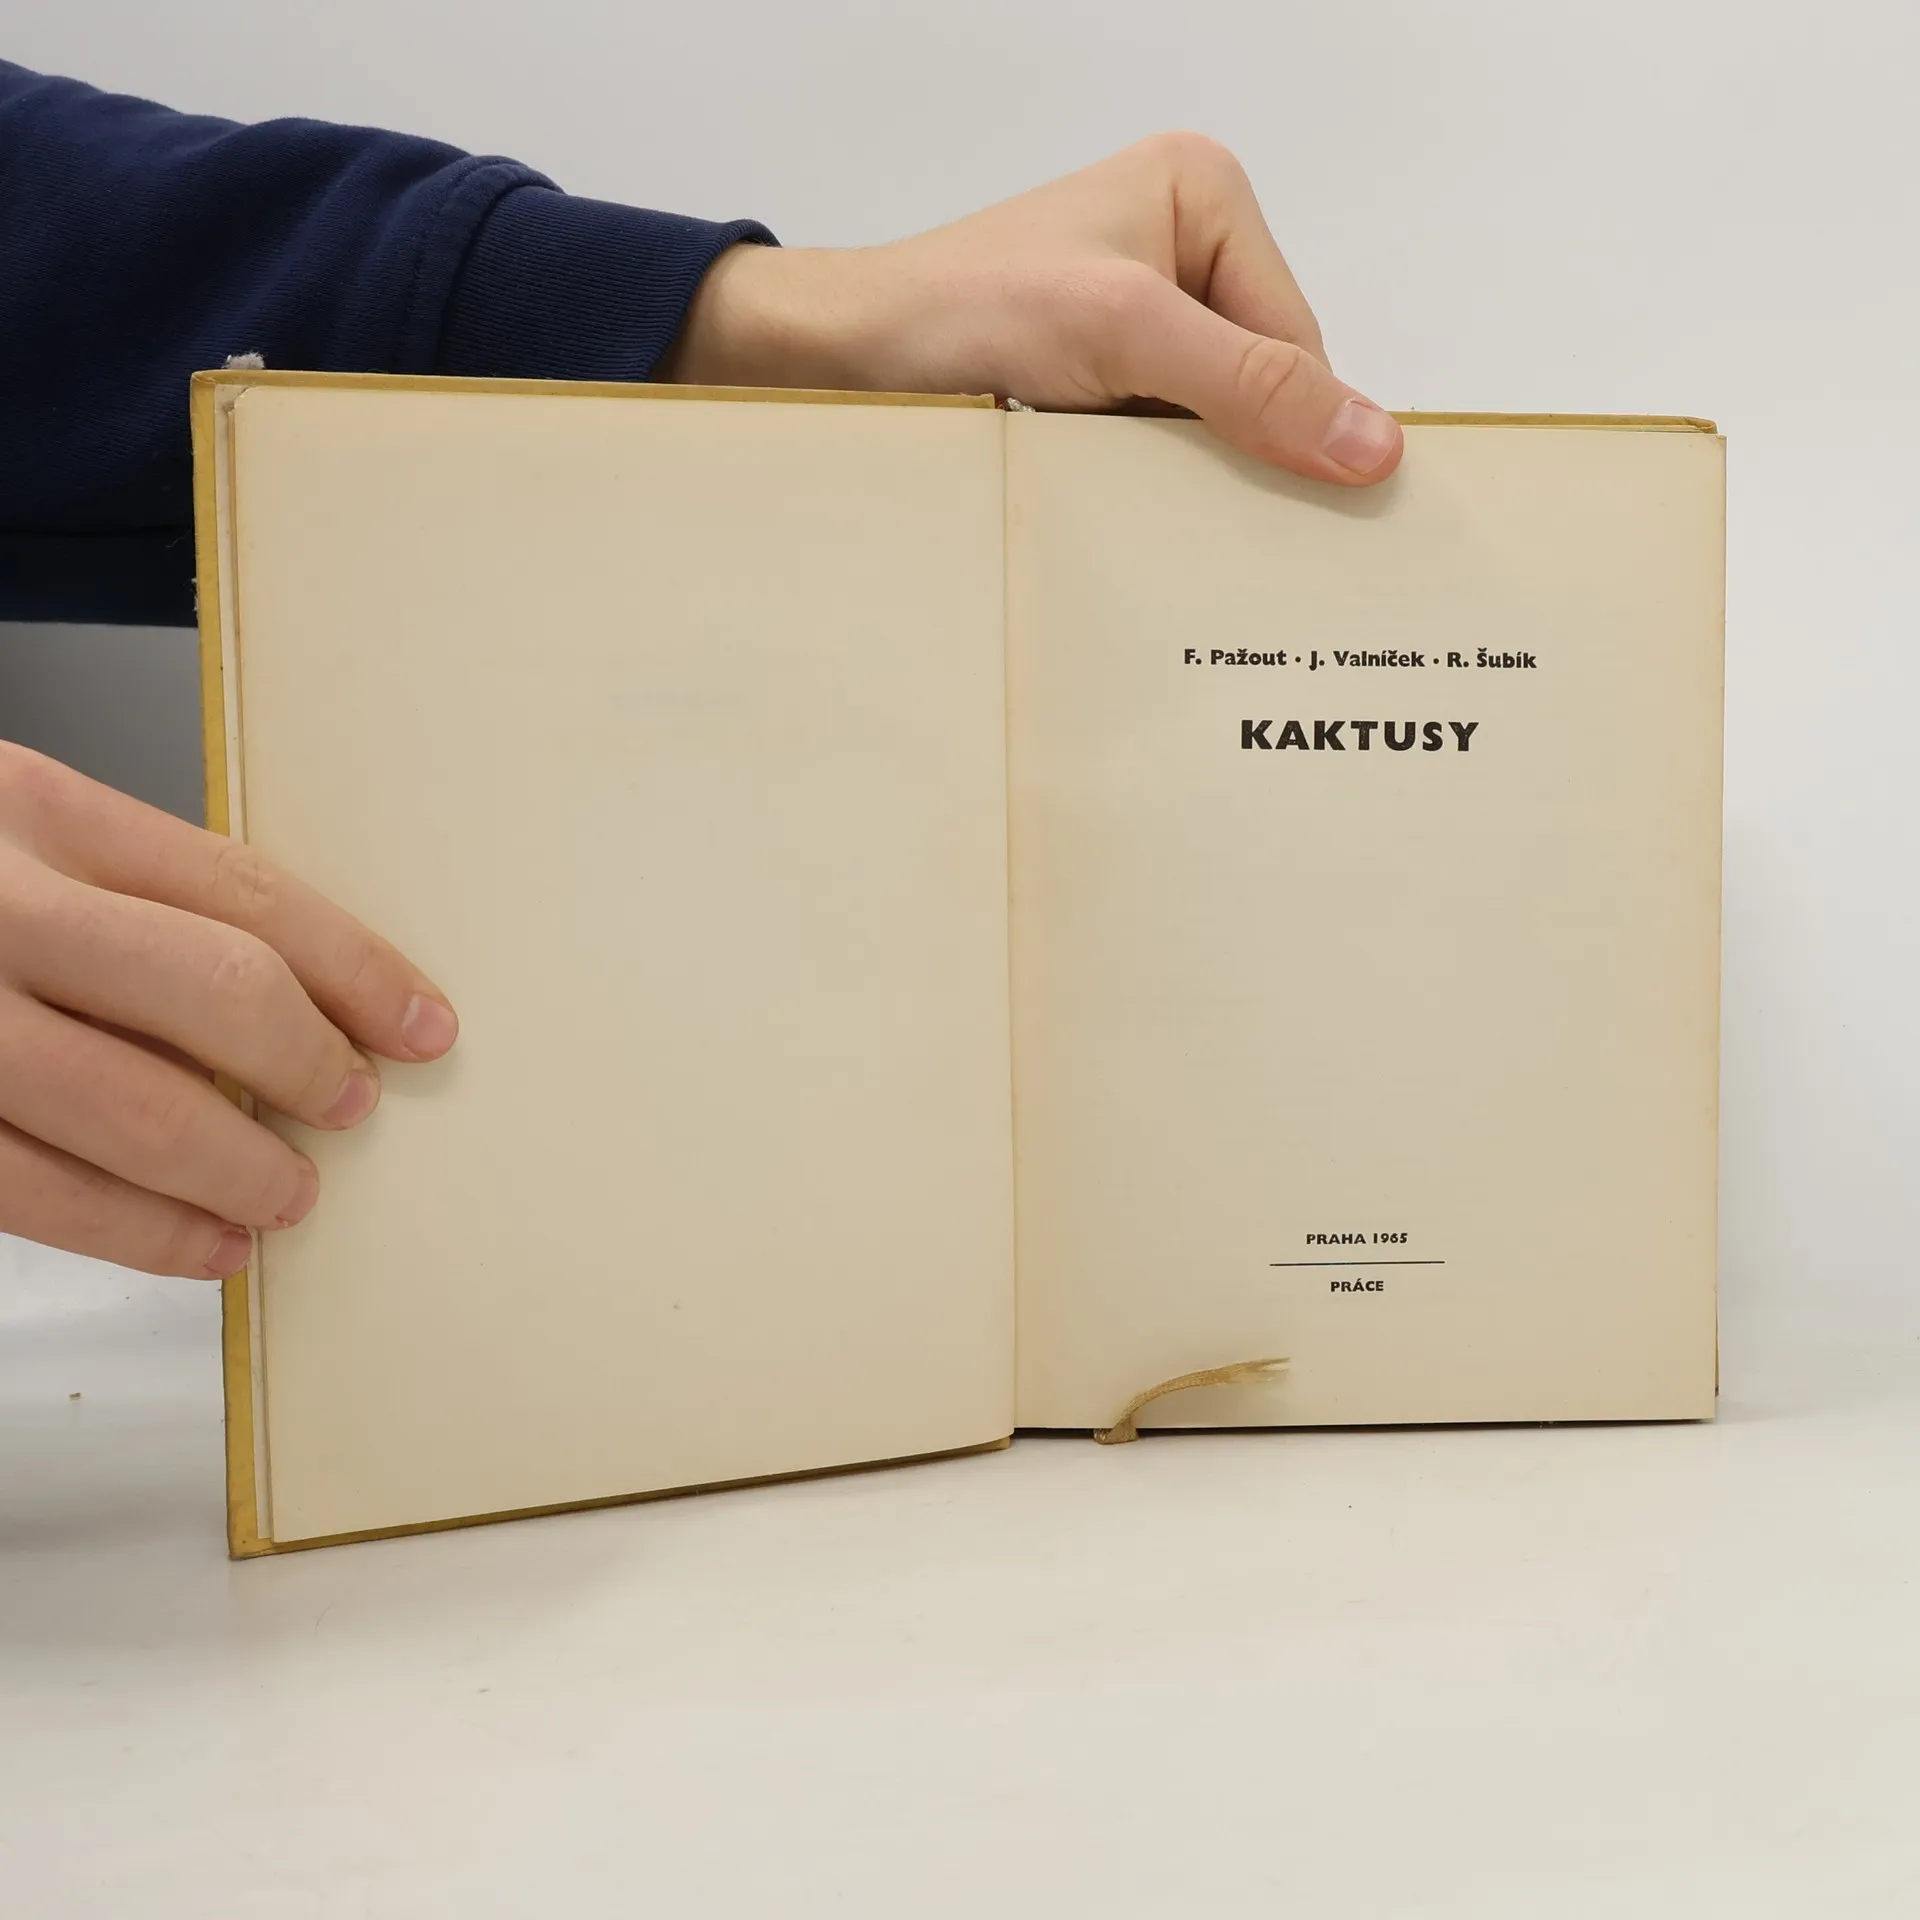 F. Pažout • J. Valníček • R. Šubík
KAKTUSY
PRAHA 1965
PRÁCE